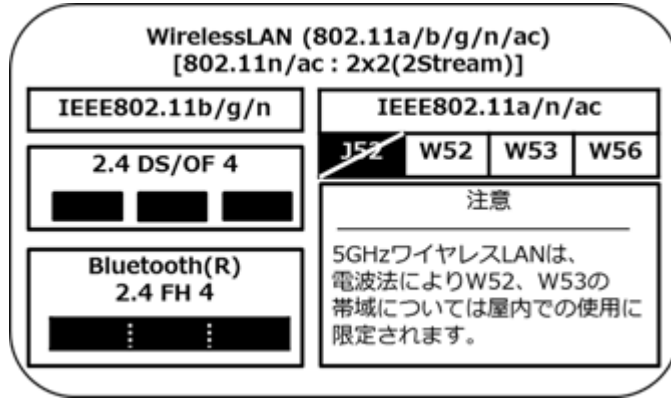 WirelessLAN (802.11a/b/g/n/ac)
[802.11n/ac : 2x2(2Stream)]
IEEE802.11b/g/n
2.4 DS/OF 4
Bluetooth(R)
2.4 FH 4
IEEE802.11a/n/ac
J52 W52 W53 W56
注意
5GHzワイヤレスLANは、
電波法によりW52、W53の
帯域については屋内での使用に
限定されます。